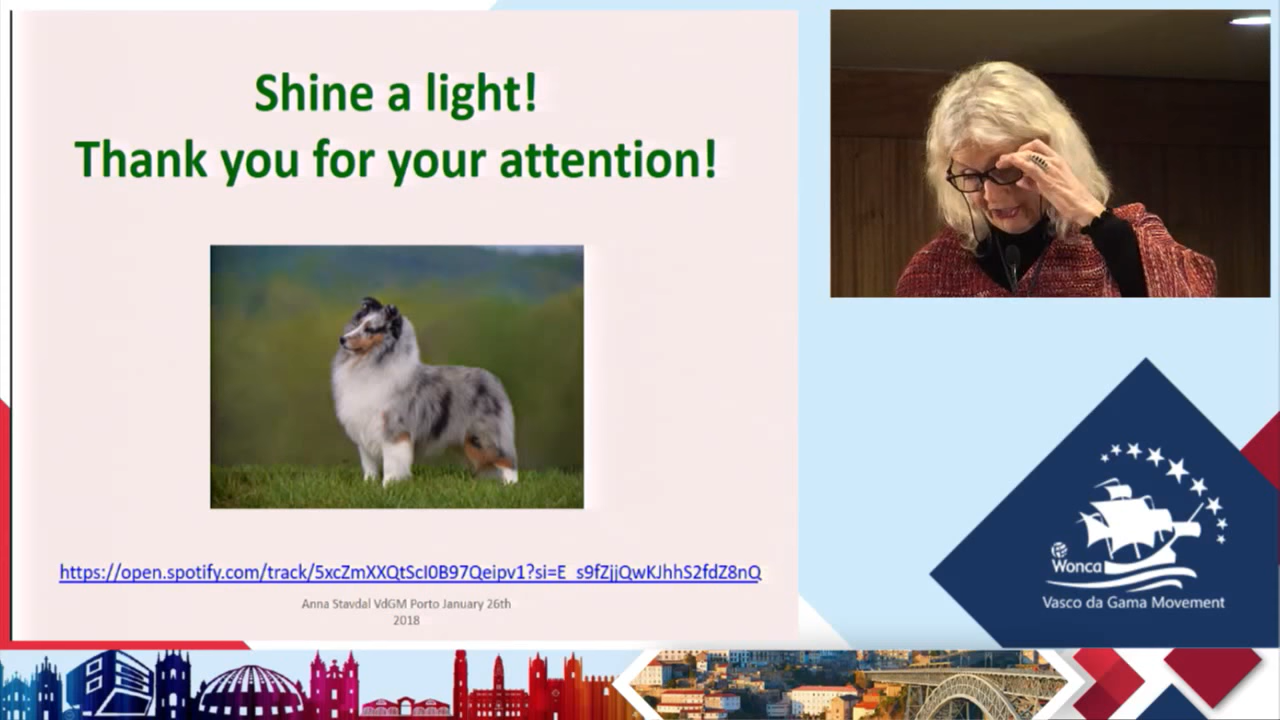 Shine a light!
Thank you for your attention!
https://open.spotify.com/track/5xcZmXXQtScI0B97Qeipv1?si=E_s9fZjjQwKJhhS2fdZ8nQ
Anna Stavdal VdGM Porto January 26th
2018
Wonca
Vasco da Gama Movement